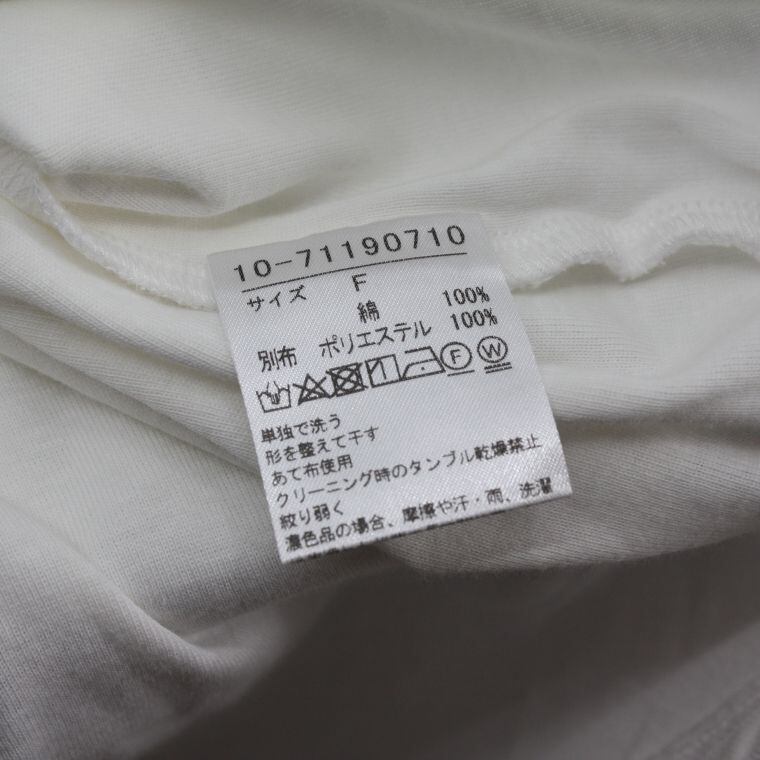 10-71190710
サイズ F
綿 100%
別布 ポリエステル 100%
F W
単独で洗う
形を整えて干す
あて布使用
クリーニング時のタンブル乾燥禁止
絞り弱く
濃色品の場合、摩擦や汗・雨、洗濯